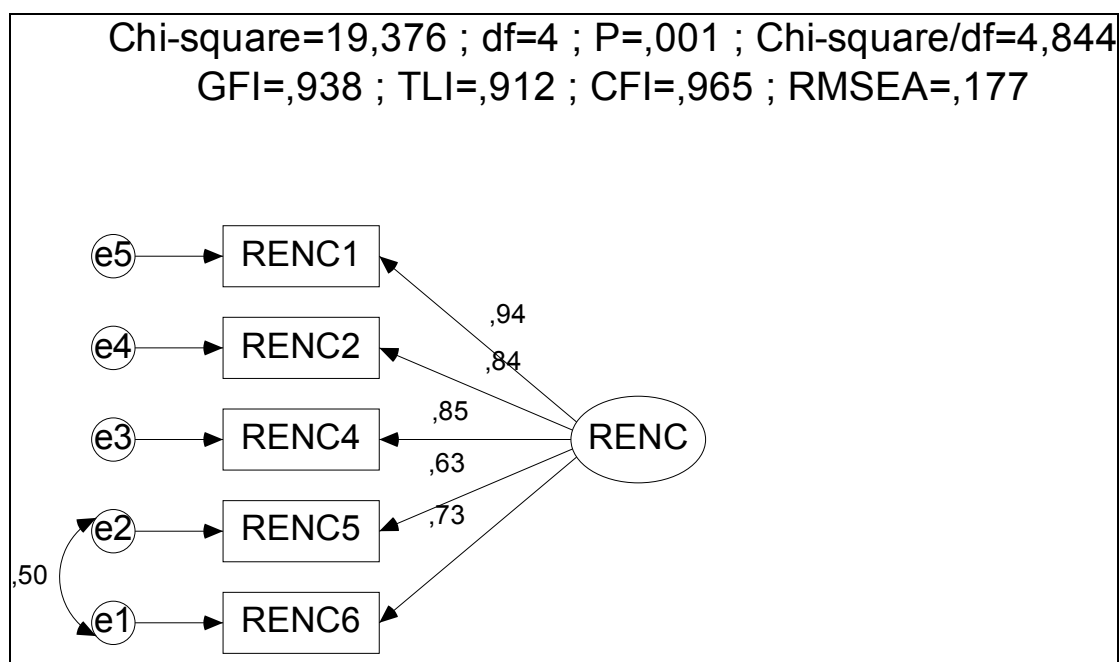 Chi-square=19,376 ; df=4 ; P=,001 ; Chi-square/df=4,844
GFI=,938 ; TLI=,912 ; CFI=,965 ; RMSEA=,177
e5 RENC1
,94
e4 RENC2
,84
,85
e3 RENC4 RENC
,63
,73
e2 RENC5
,50
e1 RENC6